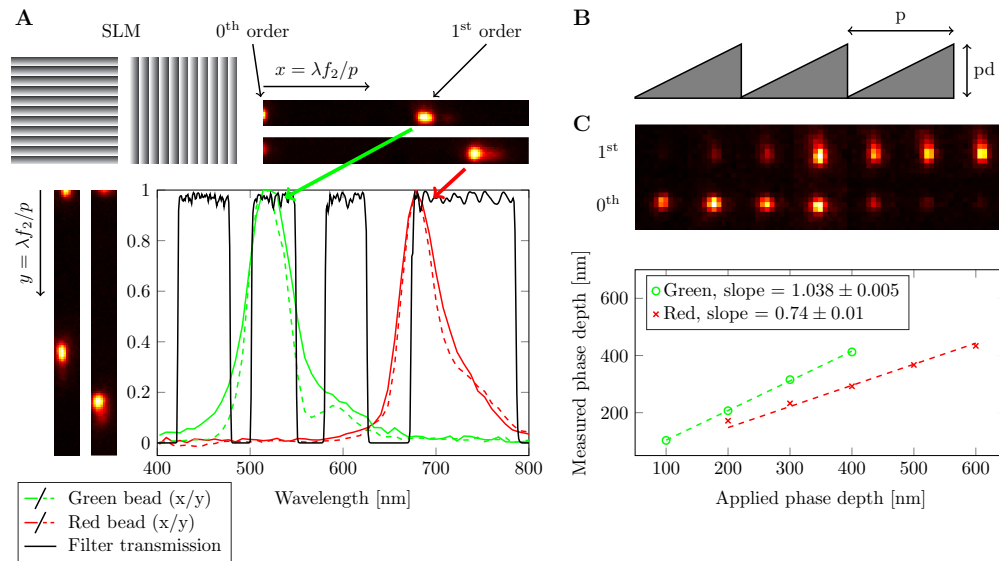 A
SLM
0th order
1st order
x = λf₂/p
y = λf₂/p
1
0.8
0.6
0.4
0.2
0
400
500
600
700
800
Wavelength [nm]
Green bead (x/y)
Red bead (x/y)
Filter transmission
B
p
pd
C
1st
0th
Measured phase depth [nm]
600
400
200
Green, slope = 1.038 ± 0.005
Red, slope = 0.74 ± 0.01
100
200
300
400
500
600
Applied phase depth [nm]